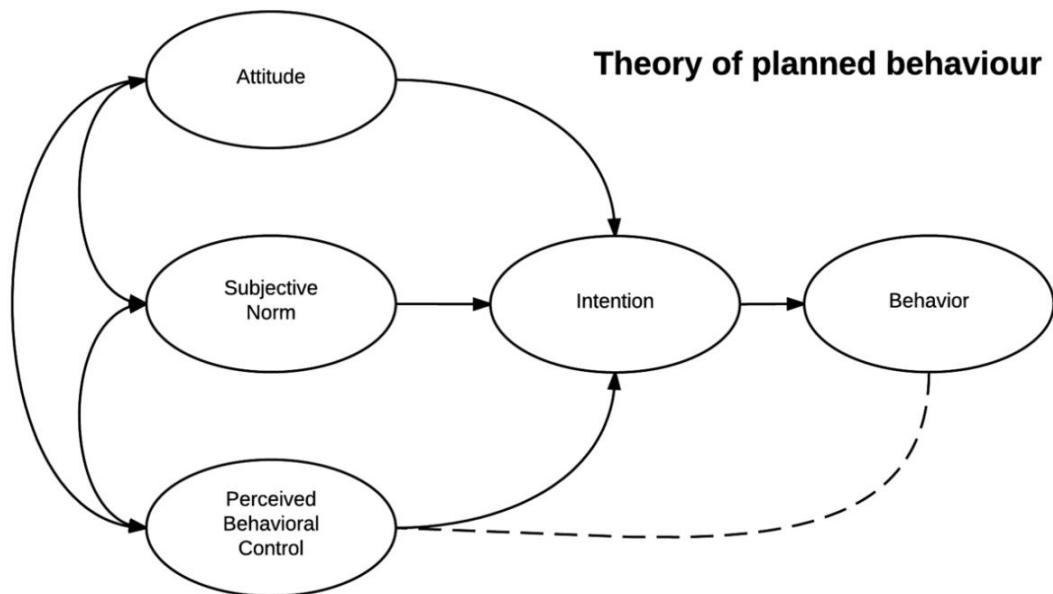 Theory of planned behaviour
Attitude
Subjective
Norm
Intention
Behavior
Perceived
Behavioral
Control